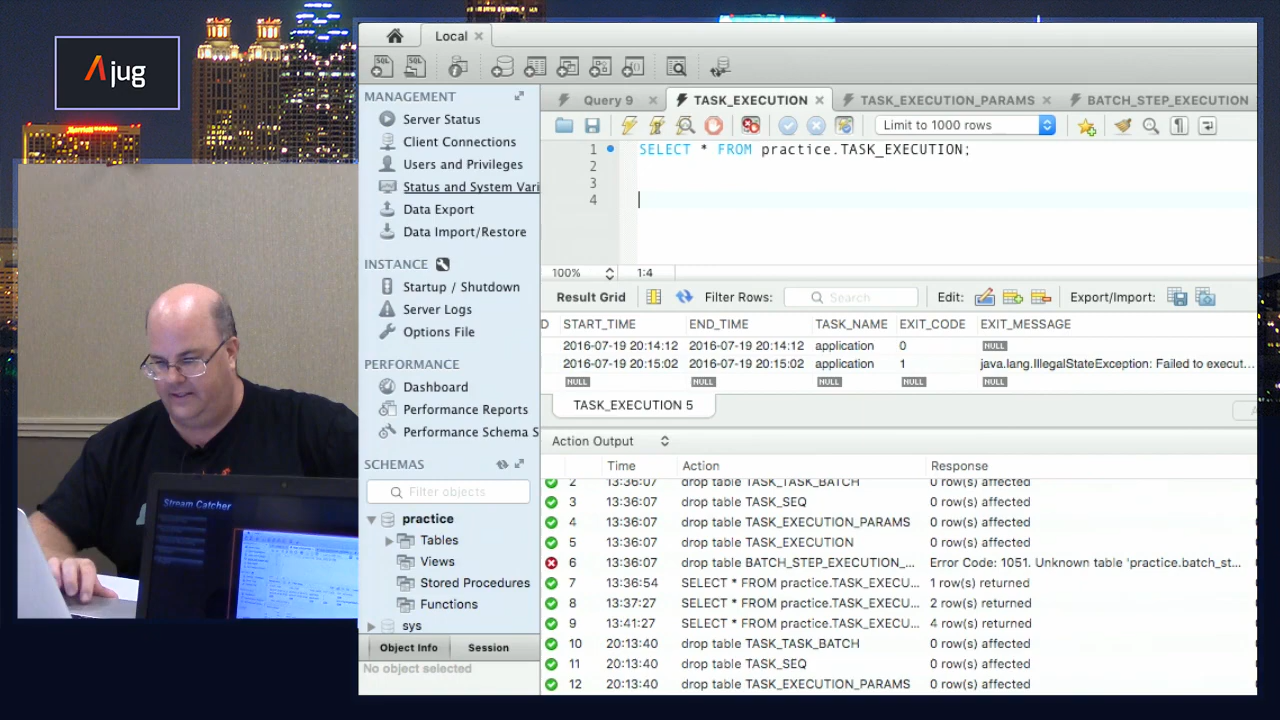 jug
Marriott
Stream Catcher
Local
MANAGEMENT
Server Status
Client Connections
Users and Privileges
Status and System Vari
Data Export
Data Import/Restore
INSTANCE
Startup / Shutdown
Server Logs
Options File
PERFORMANCE
Dashboard
Performance Reports
Performance Schema S
SCHEMAS
Filter objects
practice
Tables
Views
Stored Procedures
Functions
sys
Object Info Session
No object selected
Query 9 TASK_EXECUTION TASK_EXECUTION_PARAMS BATCH_STEP_EXECUTION
Limit to 1000 rows
1 SELECT * FROM practice.TASK_EXECUTION;
2
3
4
100% 1:4
Result Grid Filter Rows: Search Edit: Export/Import:
D START_TIME END_TIME TASK_NAME EXIT_CODE EXIT_MESSAGE
2016-07-19 20:14:12 2016-07-19 20:14:12 application 0 NULL
2016-07-19 20:15:02 2016-07-19 20:15:02 application 1 java.lang.IllegalStateException: Failed to execut...
NULL NULL NULL NULL NULL
TASK_EXECUTION 5
Action Output
Time Action Response
2 13:36:07 drop table TASK_TASK_BATCH 0 row(s) affected
3 13:36:07 drop table TASK_SEQ 0 row(s) affected
4 13:36:07 drop table TASK_EXECUTION_PARAMS 0 row(s) affected
5 13:36:07 drop table TASK_EXECUTION 0 row(s) affected
6 13:36:07 drop table BATCH_STEP_EXECUTION_... Error Code: 1051. Unknown table 'practice.batch_st...
7 13:36:54 SELECT * FROM practice.TASK_EXECU... 1 row(s) returned
8 13:37:27 SELECT * FROM practice.TASK_EXECU... 2 row(s) returned
9 13:41:27 SELECT * FROM practice.TASK_EXECU... 4 row(s) returned
10 20:13:40 drop table TASK_TASK_BATCH 0 row(s) affected
11 20:13:40 drop table TASK_SEQ 0 row(s) affected
12 20:13:40 drop table TASK_EXECUTION_PARAMS 0 row(s) affected